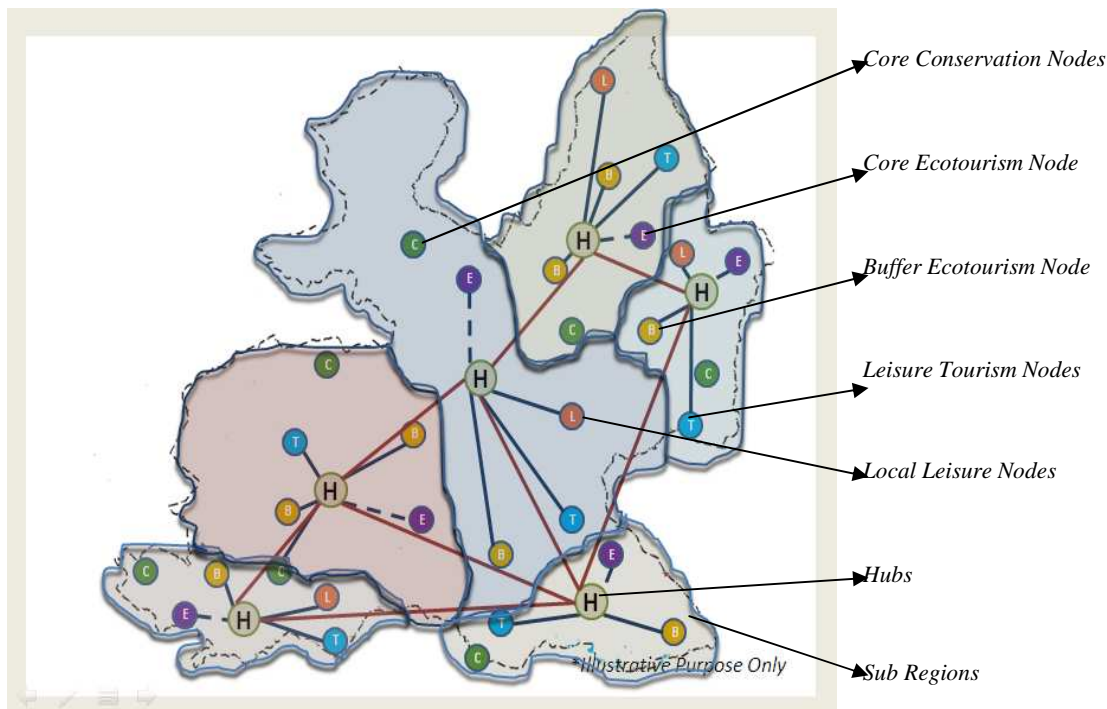 L
Core Conservation Nodes
B
T
Core Ecotourism Node
C
H
E
L
E
B
E
H
Buffer Ecotourism Node
C
B
C
C
H
Leisure Tourism Nodes
L
T
B
T
Local Leisure Nodes
H
B
E
T
B
E
C
B
C
Hubs
L
H
E
H
T
B
T
C
*Illustrative Purpose Only
Sub Regions